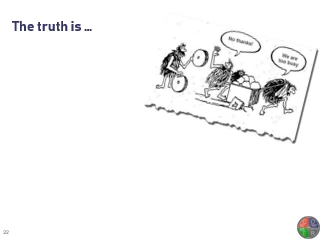 The truth is ...
No thanks!
We are
too busy
22